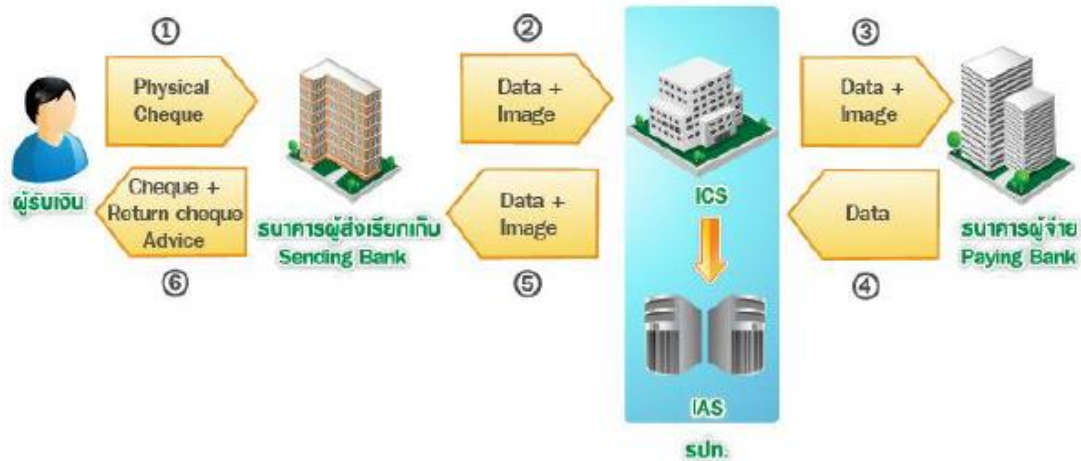 ①
Physical
Cheque
②
Data +
Image
③
Data +
Image
ผู้รับเงิน
Cheque +
Return cheque
Advice
⑥
ธนาคารผู้ส่งเรียกเก็บ
Sending Bank
Data +
Image
⑤
ICS
Data
④
ธนาคารผู้จ่าย
Paying Bank
IAS
ธปท.